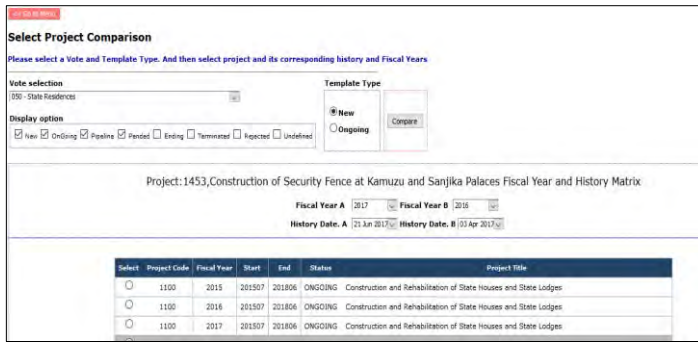 << Go to Menu
Select Project Comparison
Please select a Vote and Template Type. And then select project and its corresponding history and Fiscal Years
Vote selection
Template Type
050 - State Residences
New
Ongoing
Compare
Display option
New OnGoing Pipeline Pended Ending Terminated Rejected Undefined
Project:1453,Construction of Security Fence at Kamuzu and Sanjika Palaces Fiscal Year and History Matrix
Fiscal Year A 2017 Fiscal Year B 2016
History Date. A 21 Jun 2017 History Date. B 03 Apr 2017
Select Project Code Fiscal Year Start End Status Project Title
1100 2015 201507 201806 ONGOING Construction and Rehabilitation of State Houses and State Lodges
1100 2016 201507 201806 ONGOING Construction and Rehabilitation of State Houses and State Lodges
1100 2017 201507 201806 ONGOING Construction and Rehabilitation of State Houses and State Lodges